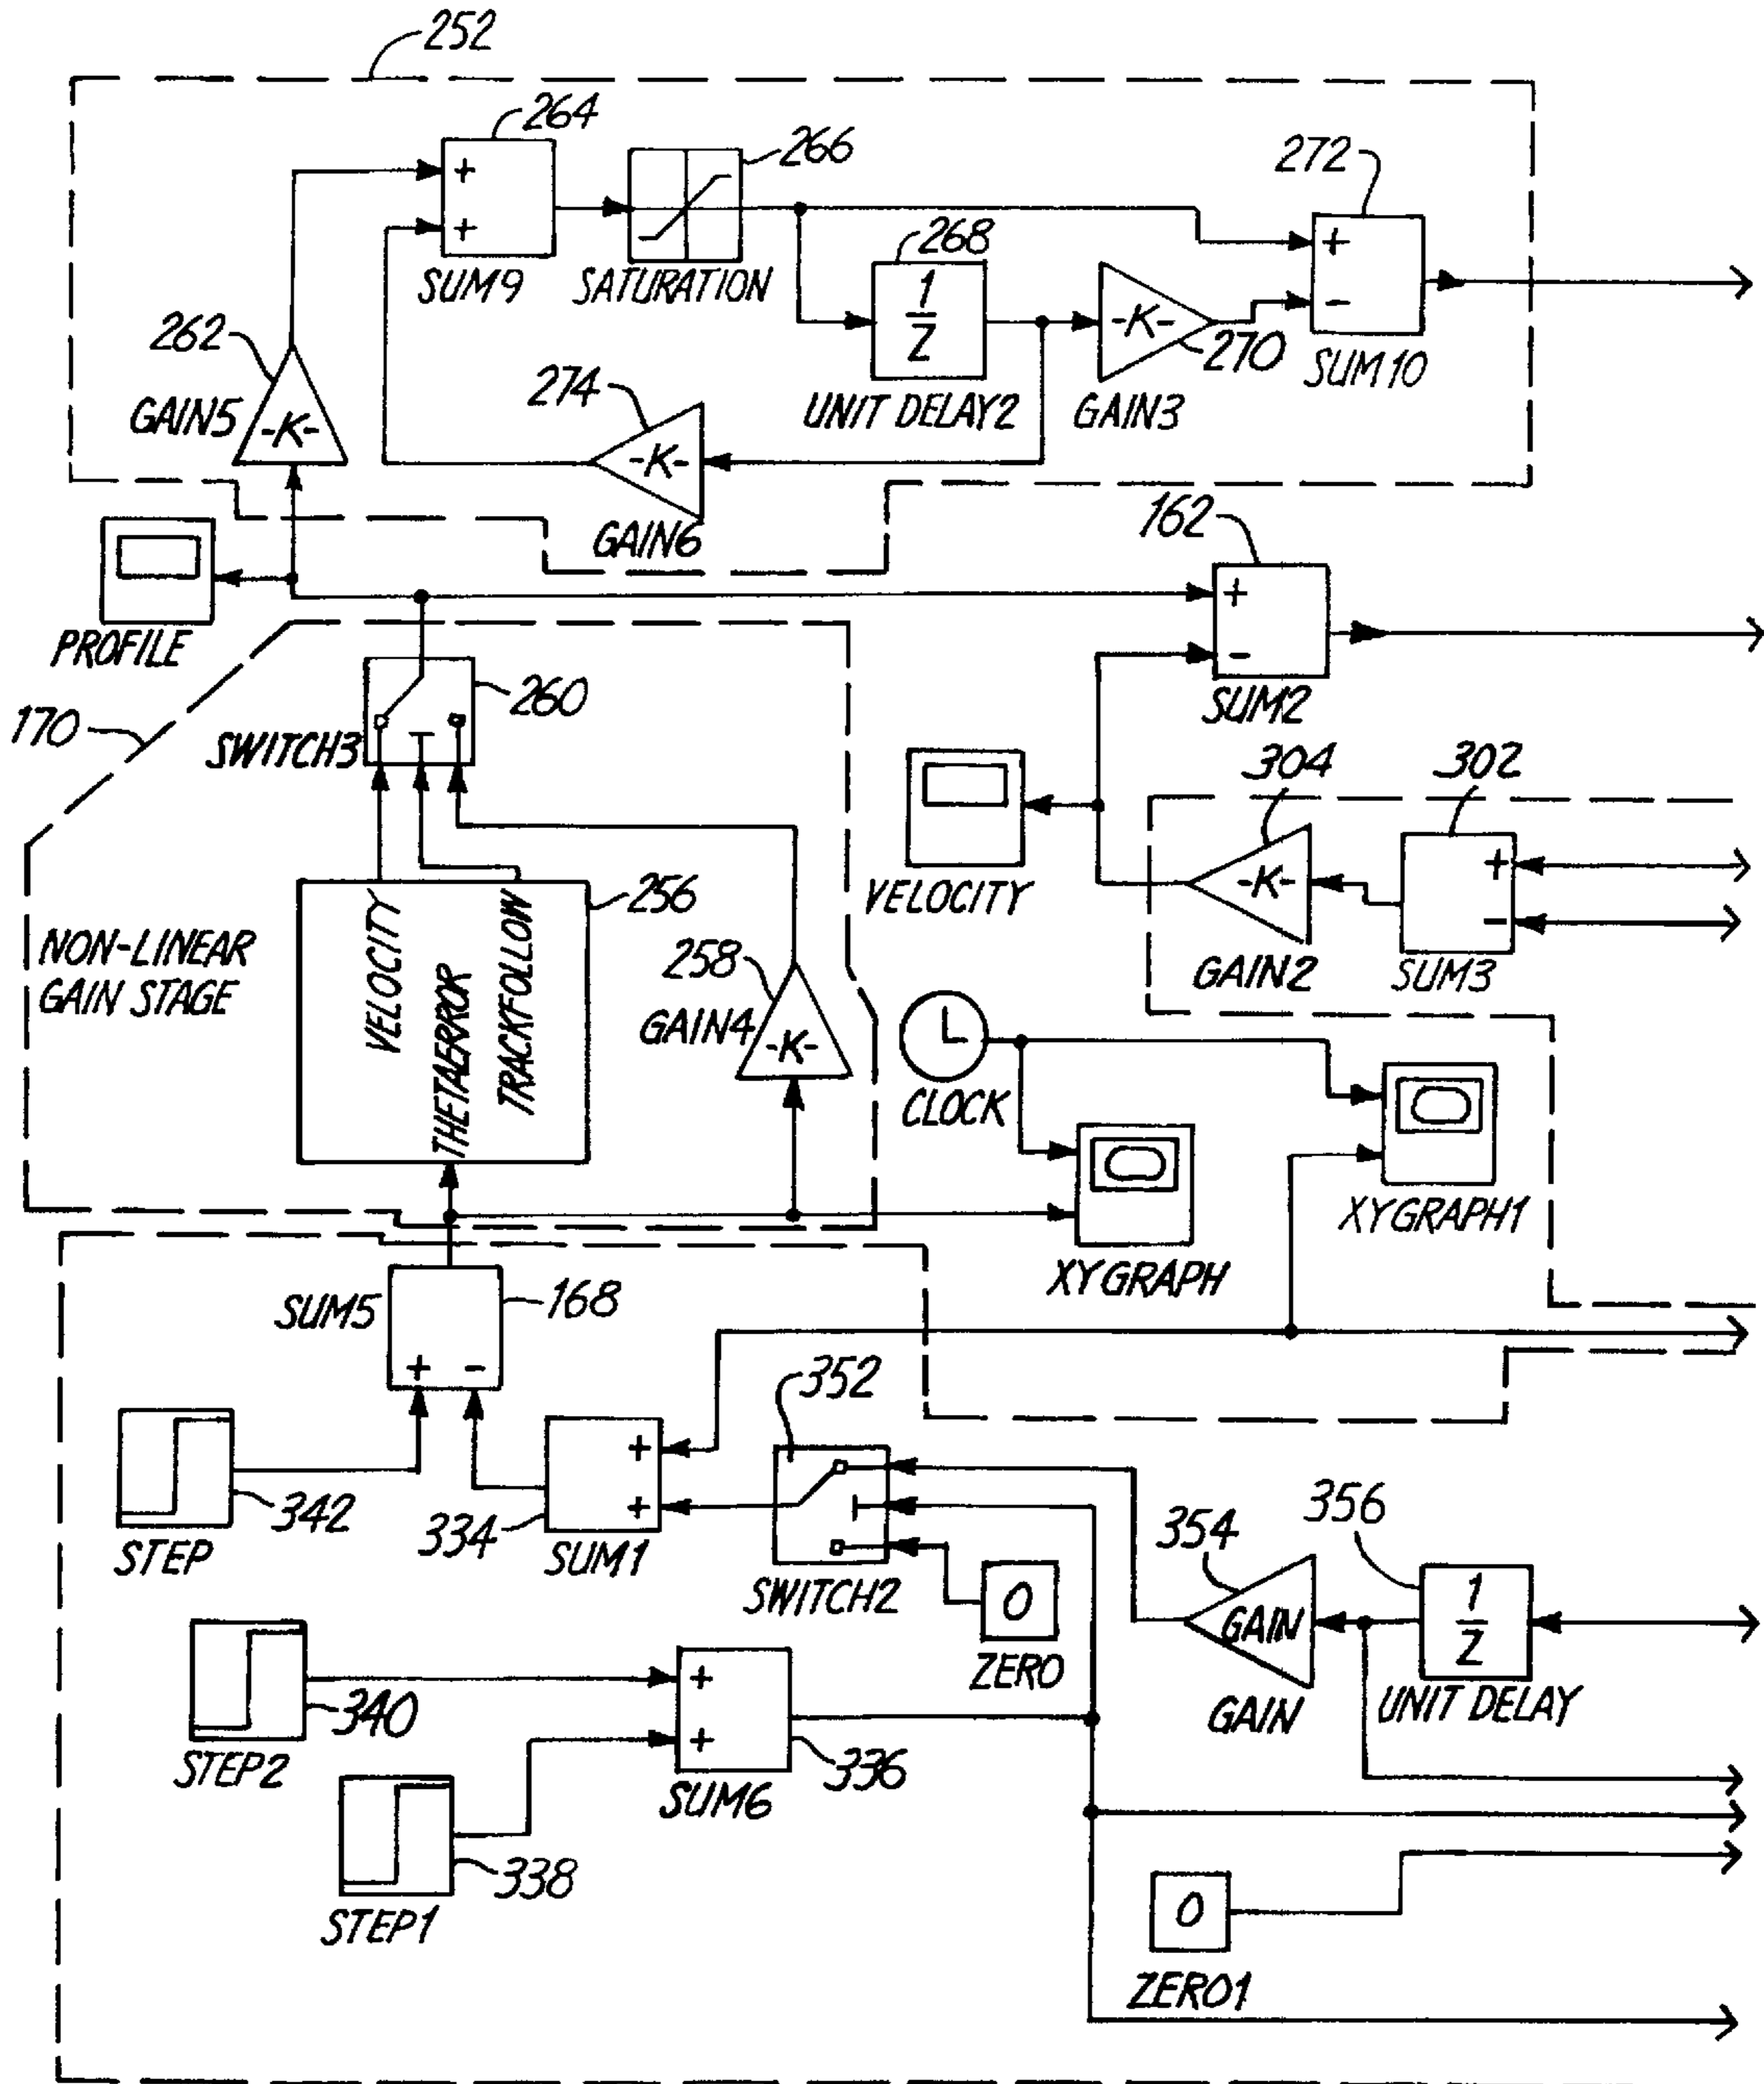 252
264
+
+
SUM9
266
SATURATION
272
+
-
SUM10
268
1
Z
UNIT DELAY2
-K-
270
GAIN3
262
GAIN5
-K-
274
-K-
GAIN6
PROFILE
162
+
-
SUM2
170
SWITCH3
260
304
302
VELOCITY
-K-
GAIN2
+
-
SUM3
NON-LINEAR
GAIN STAGE
VELOCITY
THETAERROR
TRACKFOLLOW
256
258
GAIN4
-K-
CLOCK
XYGRAPH
XYGRAPH1
SUM5
168
+ -
352
STEP
342
334
+
+
SUM1
SWITCH2
0
ZERO
354
GAIN
GAIN
356
1
Z
UNIT DELAY
340
STEP2
+
+
336
SUM6
338
STEP1
0
ZERO1